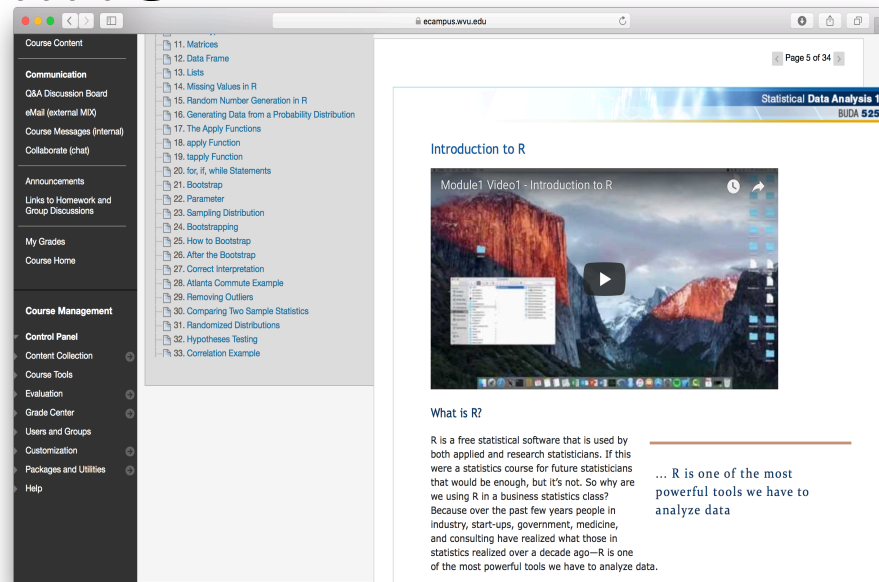 ecampus.wvu.edu
Course Content
Communication
Q&A Discussion Board
eMail (external MIX)
Course Messages (internal)
Collaborate (chat)
Announcements
Links to Homework and
Group Discussions
My Grades
Course Home
Course Management
Control Panel
Content Collection
Course Tools
Evaluation
Grade Center
Users and Groups
Customization
Packages and Utilities
Help
11. Matrices
12. Data Frame
13. Lists
14. Missing Values in R
15. Random Number Generation in R
16. Generating Data from a Probability Distribution
17. The Apply Functions
18. apply Function
19. tapply Function
20. for, if, while Statements
21. Bootstrap
22. Parameter
23. Sampling Distribution
24. Bootstrapping
25. How to Bootstrap
26. After the Bootstrap
27. Correct Interpretation
28. Atlanta Commute Example
29. Removing Outliers
30. Comparing Two Sample Statistics
31. Randomized Distributions
32. Hypotheses Testing
33. Correlation Example
Page 5 of 34
Statistical Data Analysis 1
BUDA 525
Introduction to R
Module1 Video1 - Introduction to R
What is R?
R is a free statistical software that is used by
both applied and research statisticians. If this
were a statistics course for future statisticians
that would be enough, but it's not. So why are
we using R in a business statistics class?
Because over the past few years people in
industry, start-ups, government, medicine,
and consulting have realized what those in
statistics realized over a decade ago—R is one
of the most powerful tools we have to analyze data.
... R is one of the most
powerful tools we have to
analyze data